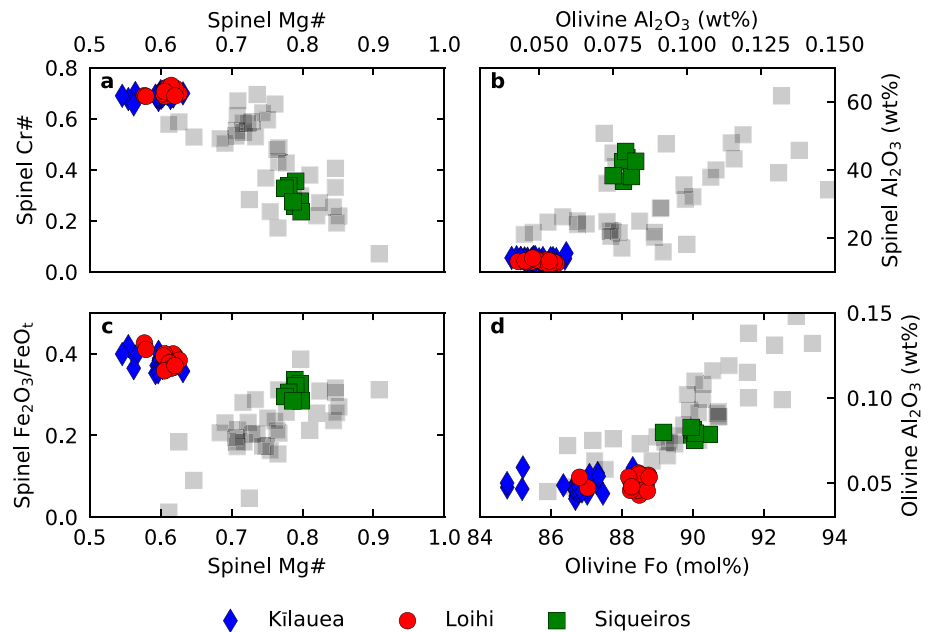 Spinel Mg#
0.5 0.6 0.7 0.8 0.9 1.0
Olivine Al₂O₃ (wt%)
0.050 0.075 0.100 0.125 0.150
a
0.8
0.6
0.4
0.2
0.0
Spinel Cr#
b
60
40
20
Spinel Al₂O₃ (wt%)
c
0.4
0.2
0.0
Spinel Fe₂O₃/FeOₜ
0.5 0.6 0.7 0.8 0.9 1.0
Spinel Mg#
d
0.15
0.10
0.05
Olivine Al₂O₃ (wt%)
84 86 88 90 92 94
Olivine Fo (mol%)
Kīlauea Loihi Siqueiros